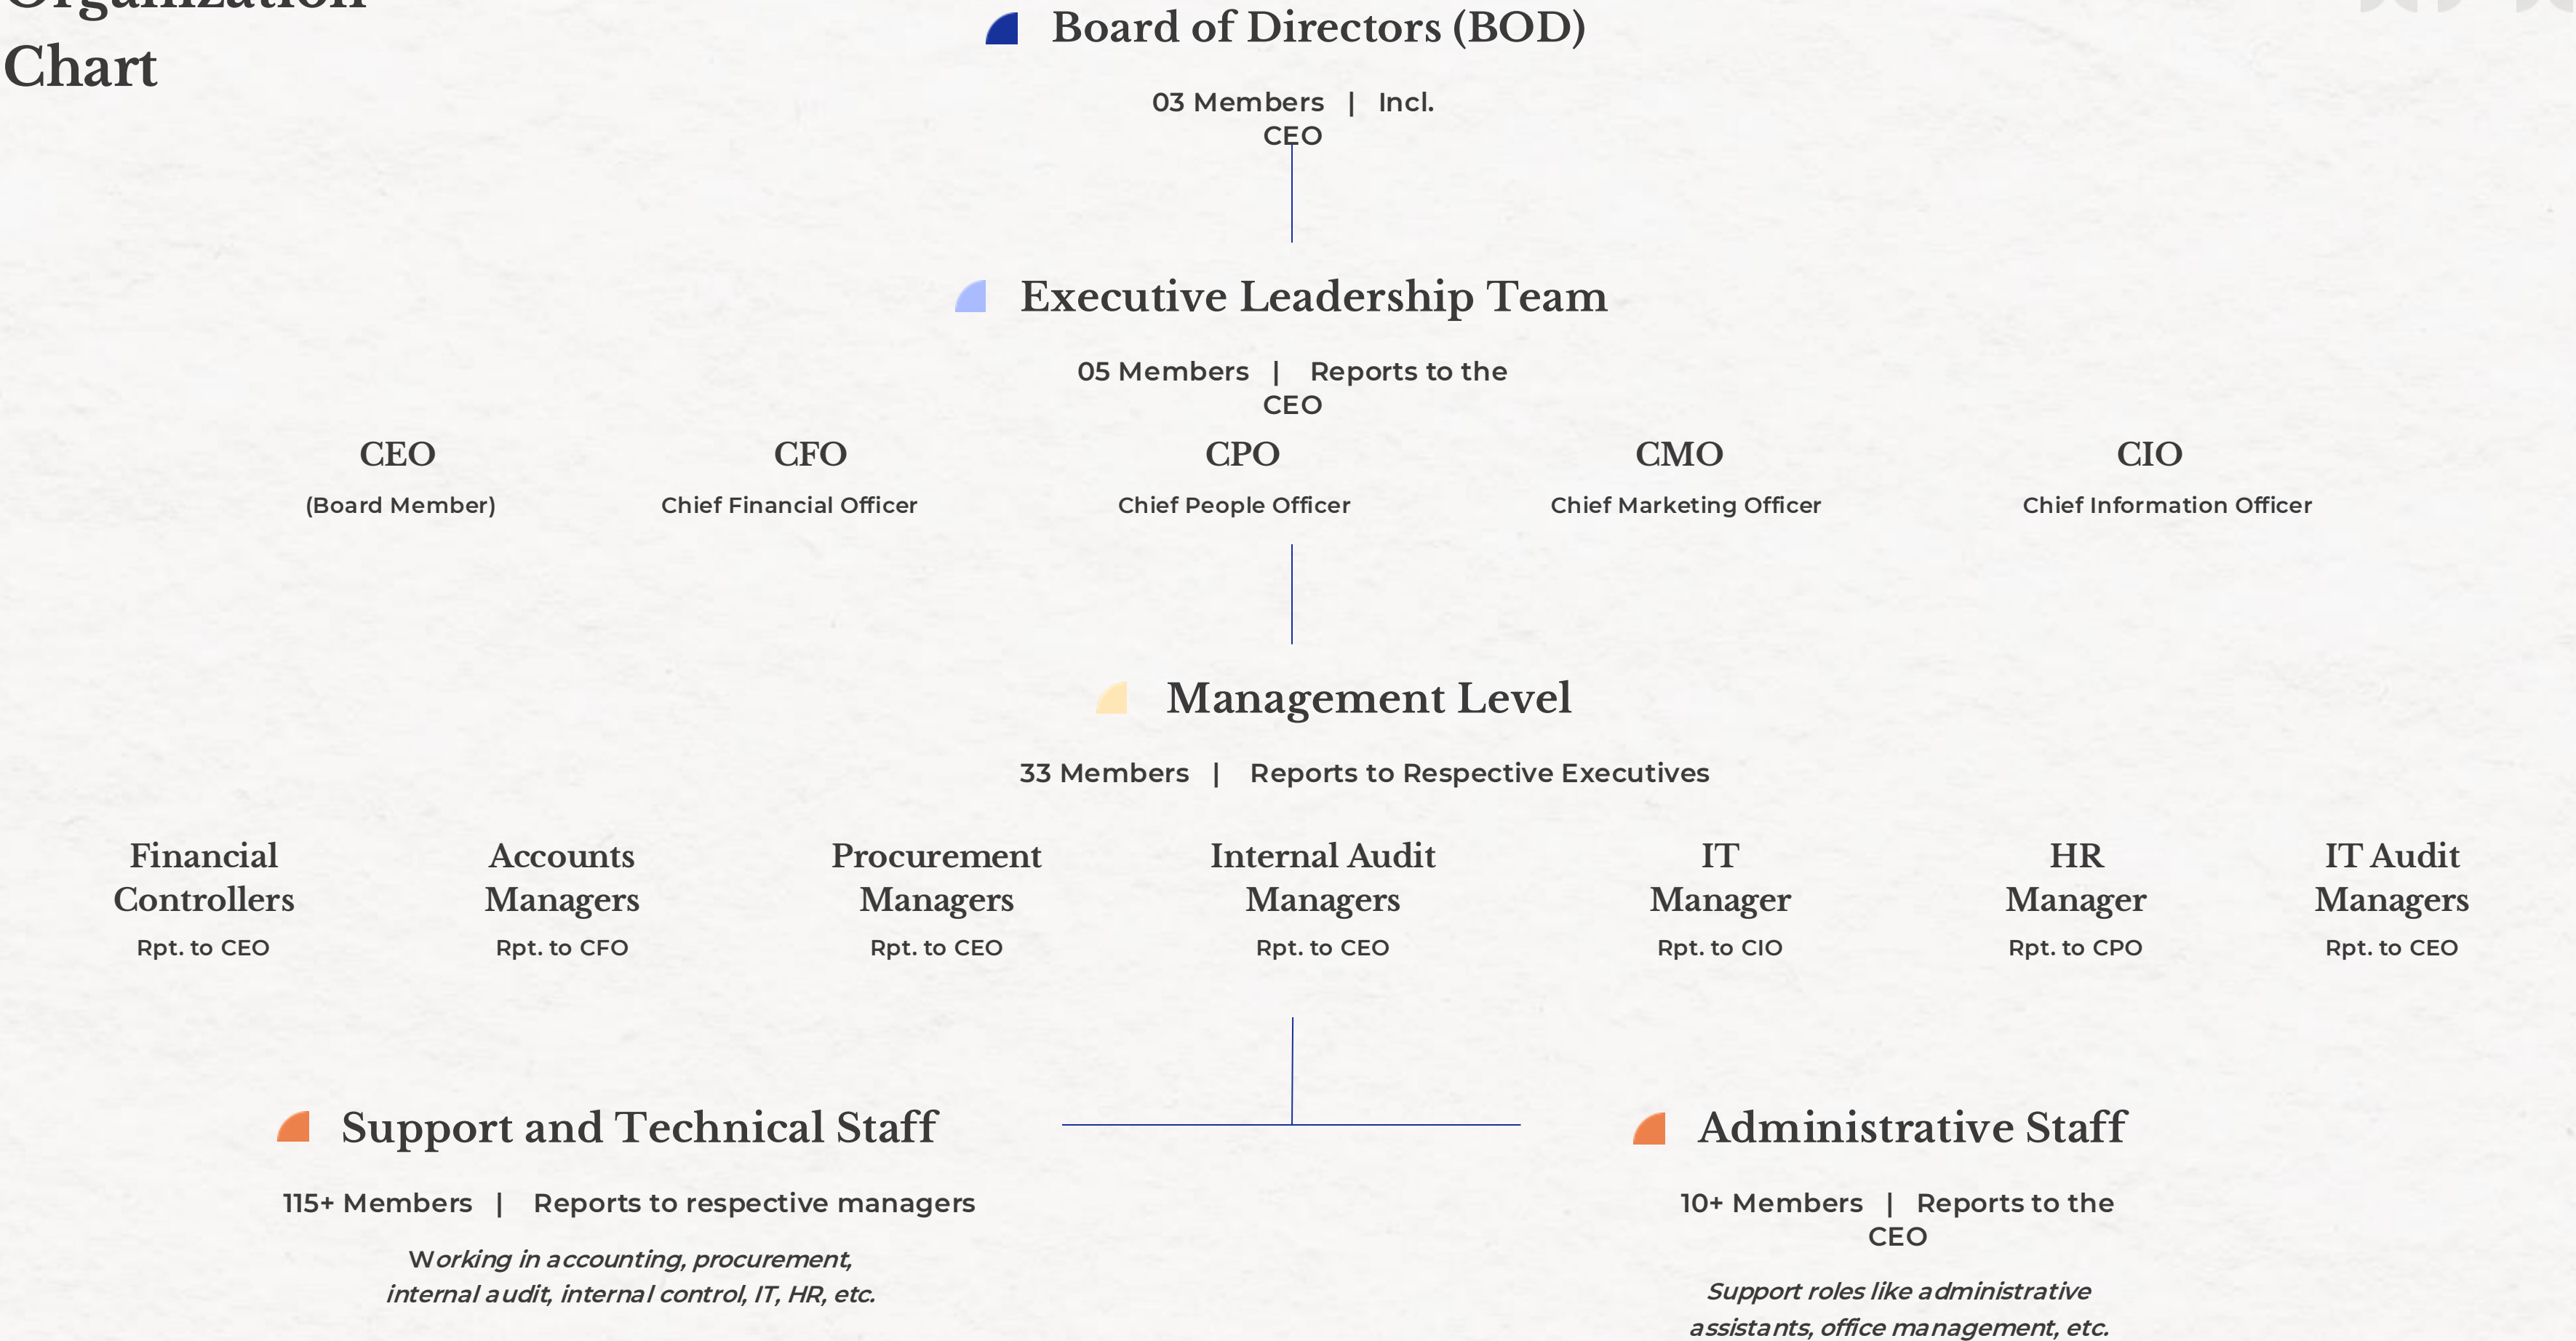 Organization
Chart
Board of Directors (BOD)
03 Members | Incl.
CEO
Executive Leadership Team
05 Members | Reports to the
CEO
CEO
(Board Member)
CFO
Chief Financial Officer
CPO
Chief People Officer
CMO
Chief Marketing Officer
CIO
Chief Information Officer
Management Level
33 Members | Reports to Respective Executives
Financial
Controllers
Rpt. to CEO
Accounts
Managers
Rpt. to CFO
Procurement
Managers
Rpt. to CEO
Internal Audit
Managers
Rpt. to CEO
IT
Manager
Rpt. to CIO
HR
Manager
Rpt. to CPO
IT Audit
Managers
Rpt. to CEO
Support and Technical Staff
115+ Members | Reports to respective managers
Working in accounting, procurement,
internal audit, internal control, IT, HR, etc.
Administrative Staff
10+ Members | Reports to the
CEO
Support roles like administrative
assistants, office management, etc.